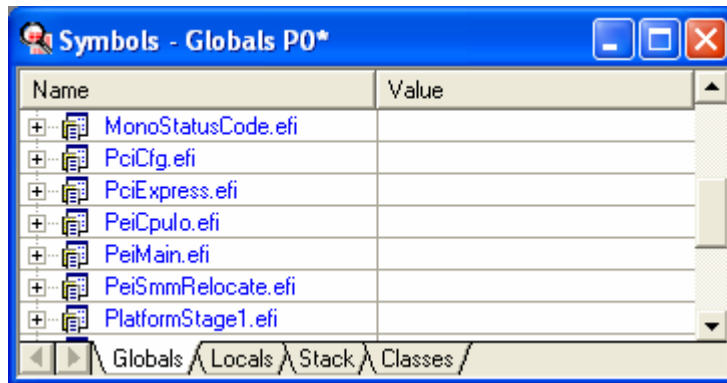 Symbols - Globals P0*
Name Value
MonoStatusCode.efi
PciCfg.efi
PciExpress.efi
PeiCpuIo.efi
PeiMain.efi
PeiSmmRelocate.efi
PlatformStage1.efi
Globals Locals Stack Classes